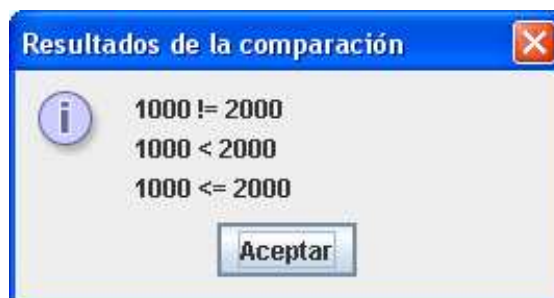 Resultados de la comparación
1000 != 2000
1000 < 2000
1000 <= 2000
Aceptar